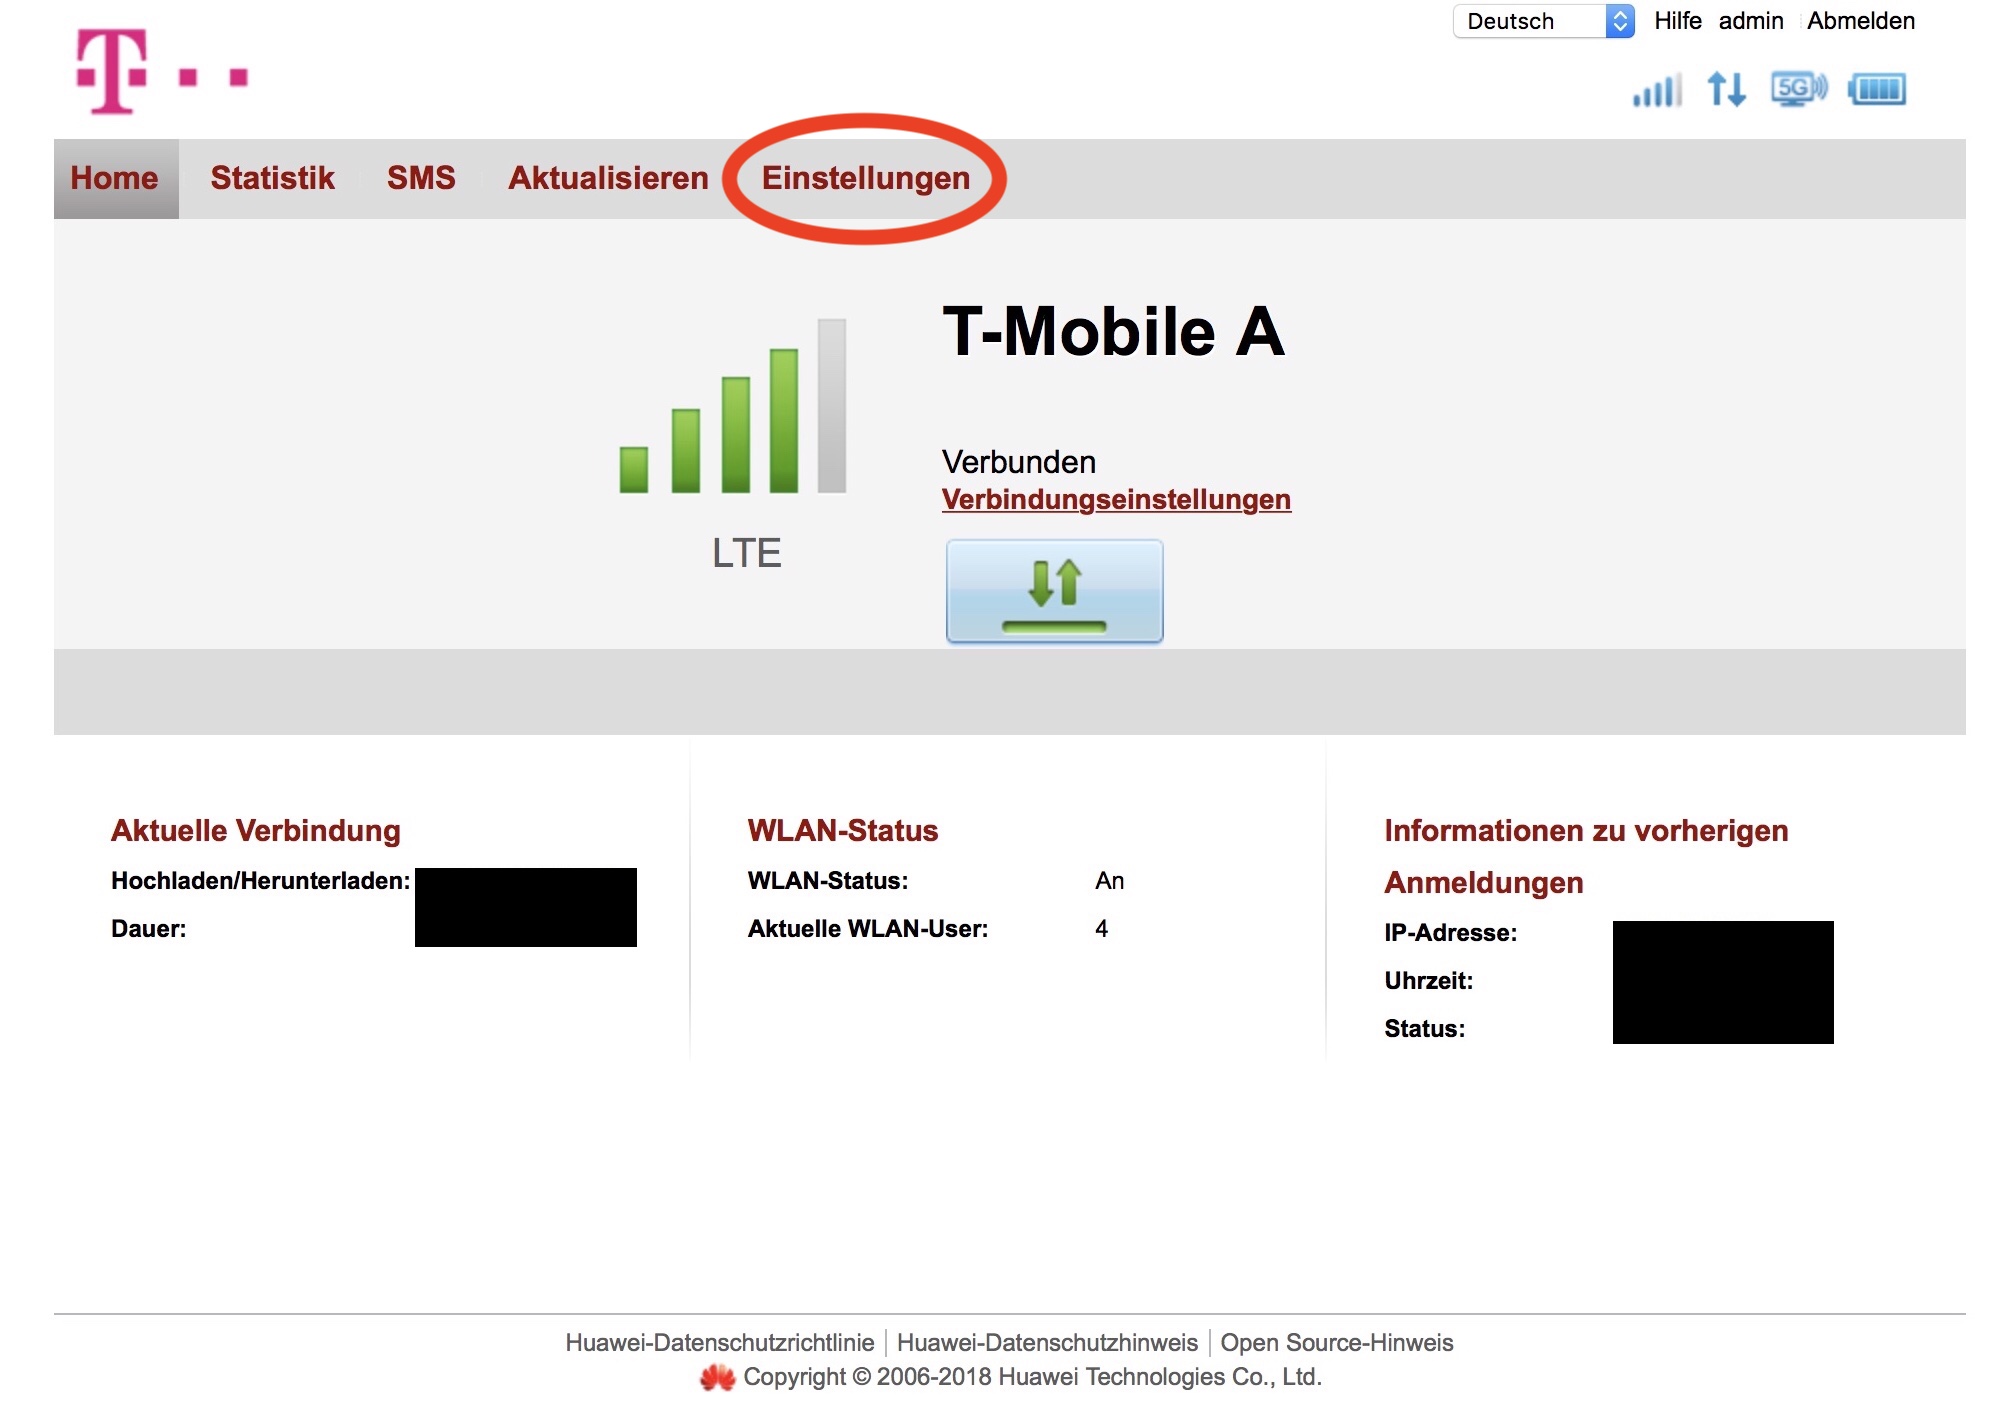 Deutsch Hilfe admin Abmelden
T
5G
Home Statistik SMS Aktualisieren Einstellungen
T-Mobile A
Verbunden
Verbindungseinstellungen
LTE
Aktuelle Verbindung
Hochladen/Herunterladen:
Dauer:
WLAN-Status
WLAN-Status: An
Aktuelle WLAN-User: 4
Informationen zu vorherigen
Anmeldungen
IP-Adresse:
Uhrzeit:
Status:
Huawei-Datenschutzrichtlinie Huawei-Datenschutzhinweis Open Source-Hinweis
Copyright © 2006-2018 Huawei Technologies Co., Ltd.